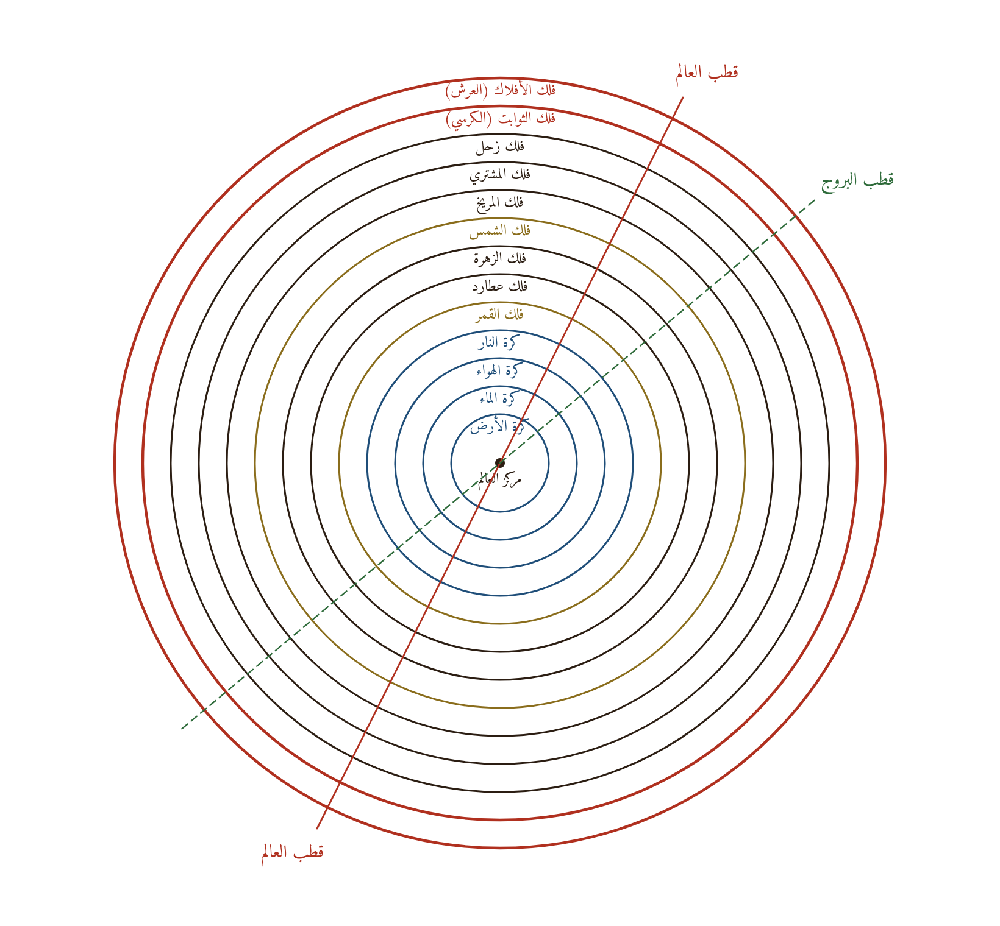 قطب العالم
فلك الأفلاك (العرش)
فلك الثوابت (الكرسي)
فلك زحل
فلك المشتري
قطب البروج
فلك المريخ
فلك الشمس
فلك الزهرة
فلك عطارد
فلك القمر
كرة النار
كرة الهواء
كرة الماء
كرة الأرض
مركز العالم
قطب العالم